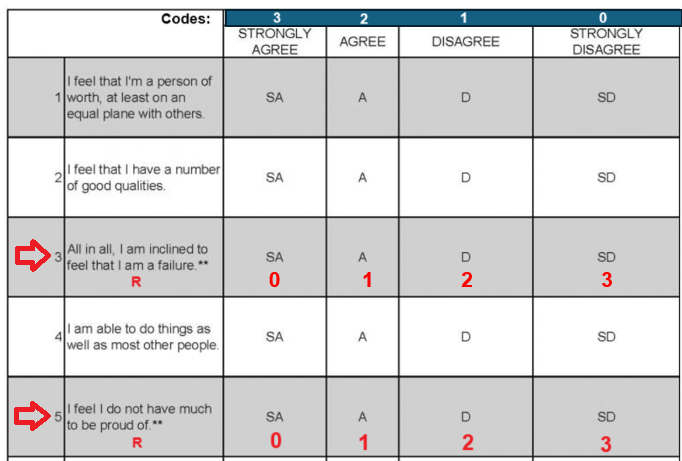 Codes: 3 2 1 0
STRONGLY AGREE AGREE DISAGREE STRONGLY DISAGREE
1 I feel that I'm a person of
worth, at least on an
equal plane with others.
SA A D SD
2 I feel that I have a number
of good qualities.
SA A D SD
3 All in all, I am inclined to
feel that I am a failure.**
R
SA A D SD
0 1 2 3
4 I am able to do things as
well as most other people.
SA A D SD
5 I feel I do not have much
to be proud of.**
R
SA A D SD
0 1 2 3